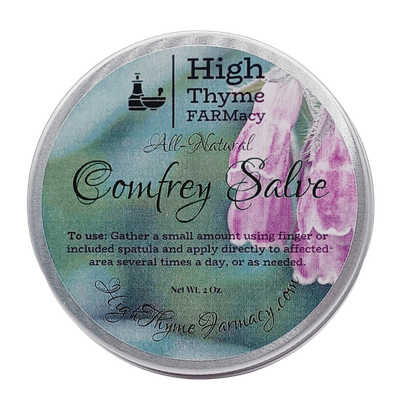 High
Thyme
FARMacy
All-Natural
Comfrey Salve
To use: Gather a small amount using finger or
included spatula and apply directly to affected
area several times a day, or as needed.
Net Wt. 2 Oz.
HighThymeFarmacy.com